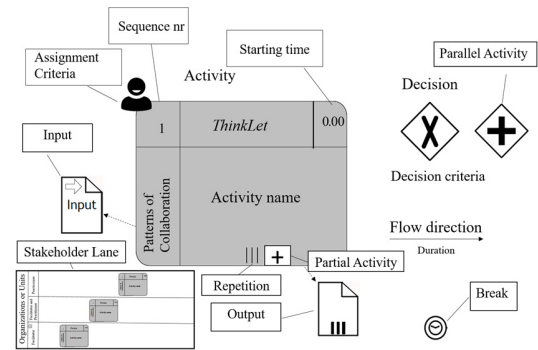 Sequence nr
Assignment
Criteria
Activity
Starting time
Parallel Activity
Decision
1
ThinkLet
0.00
Input
Input
Patterns of
Collaboration
Activity name
Decision criteria
Flow direction
Duration
Stakeholder Lane
Partial Activity
Repetition
Output
Break
Organizations or Units